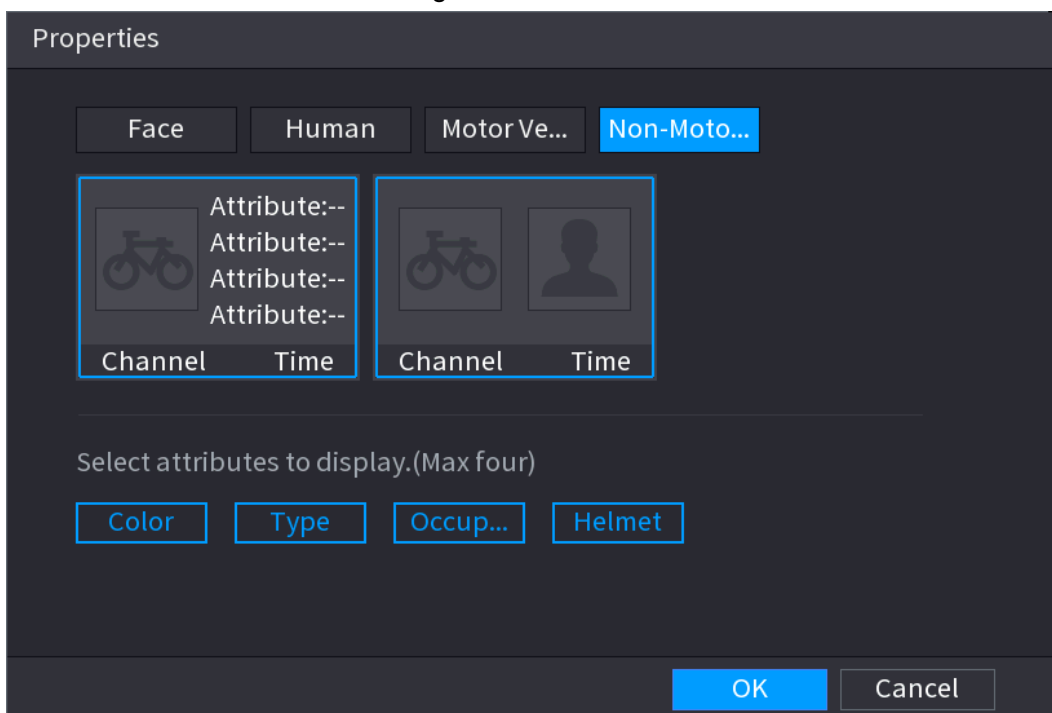 Properties
Face Human Motor Ve... Non-Moto...
Attribute:--
Attribute:--
Attribute:--
Attribute:--
Channel Time Channel Time
Select attributes to display.(Max four)
Color Type Occup... Helmet
OK Cancel